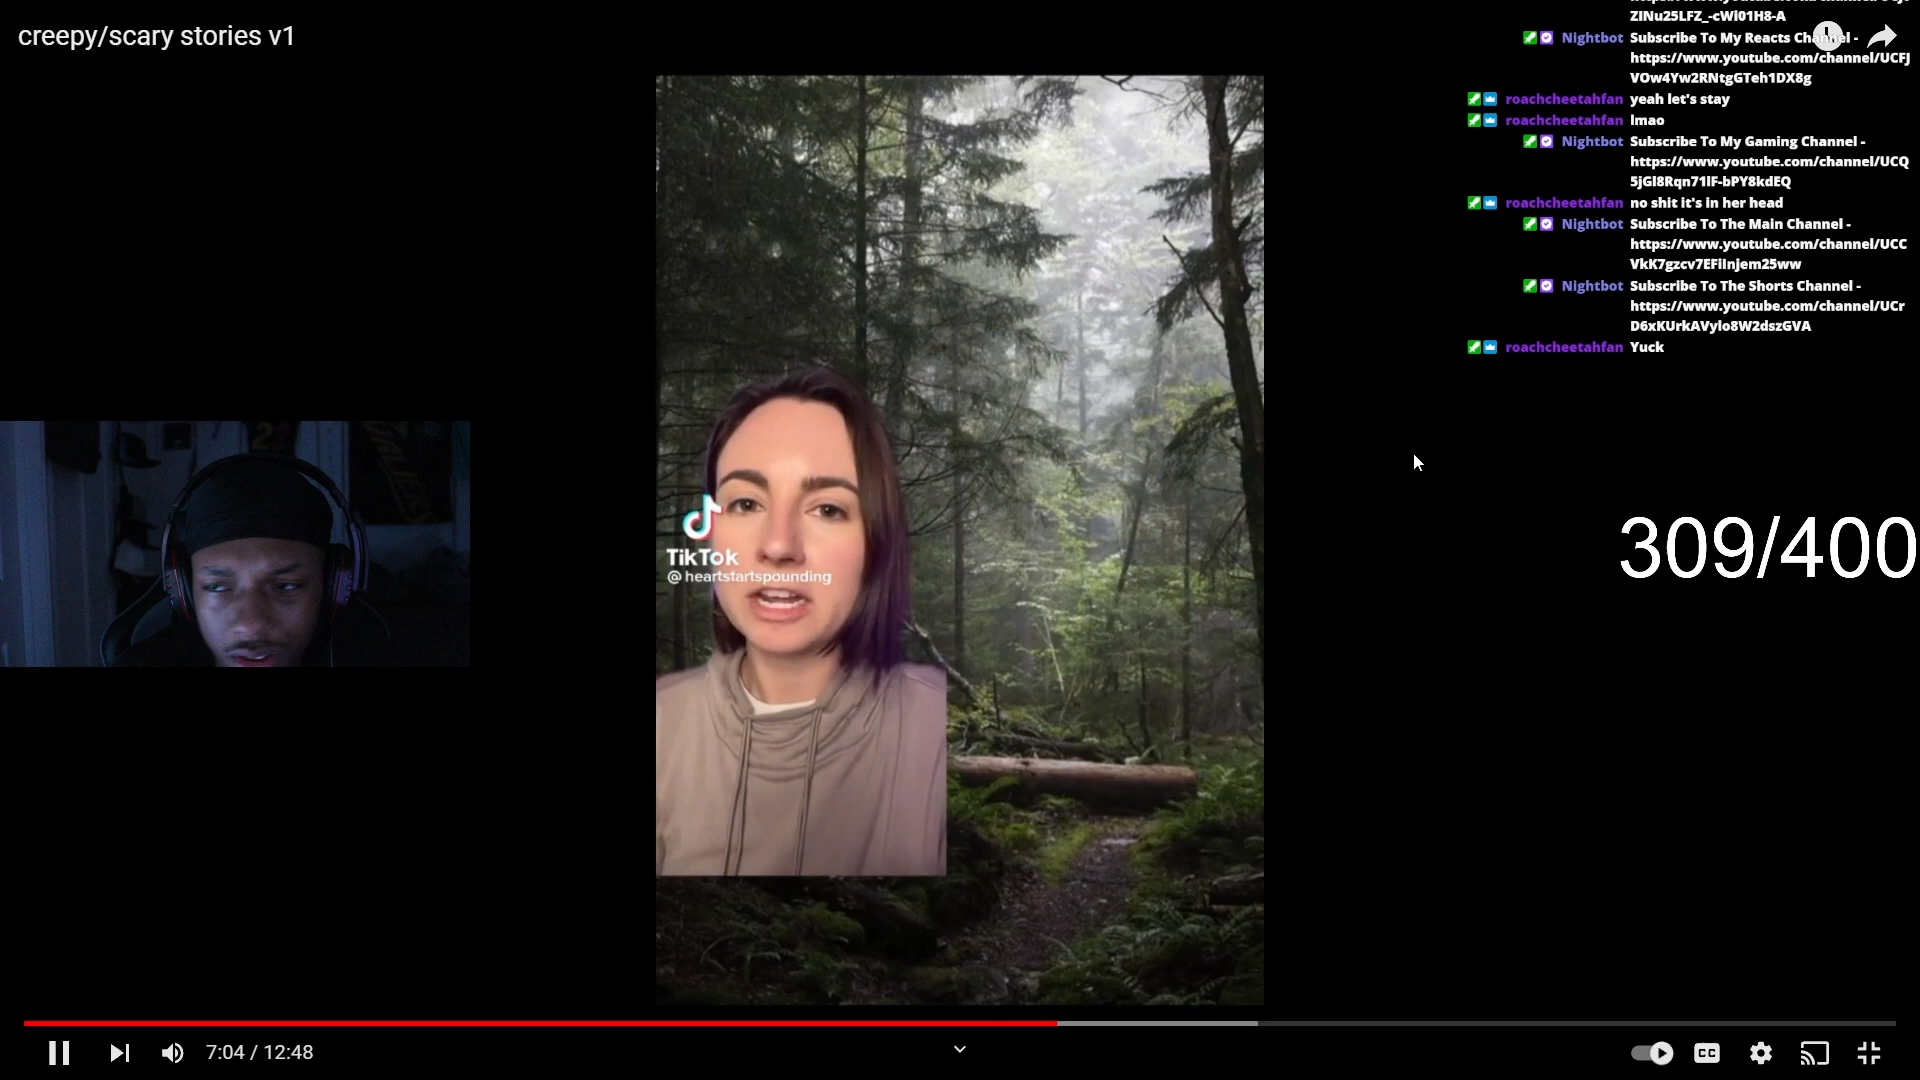 creepy/scary stories v1
ZINu25LFZ_-cWl01H8-A
Nightbot Subscribe To My Reacts Channel -
https://www.youtube.com/channel/UCFJ
VOw4Yw2RNtgGTeh1DX8g
roachcheetahfan yeah let's stay
roachcheetahfan lmao
Nightbot Subscribe To My Gaming Channel -
https://www.youtube.com/channel/UCQ
5jGl8Rqn71lF-bPY8kdEQ
roachcheetahfan no shit it's in her head
Nightbot Subscribe To The Main Channel -
https://www.youtube.com/channel/UCC
VkK7gzcv7EFiInjem25ww
Nightbot Subscribe To The Shorts Channel -
https://www.youtube.com/channel/UCr
D6xKUrkAVylo8W2dszGVA
roachcheetahfan Yuck
TikTok
@heartstartspounding
309/400
7:04 / 12:48
CC